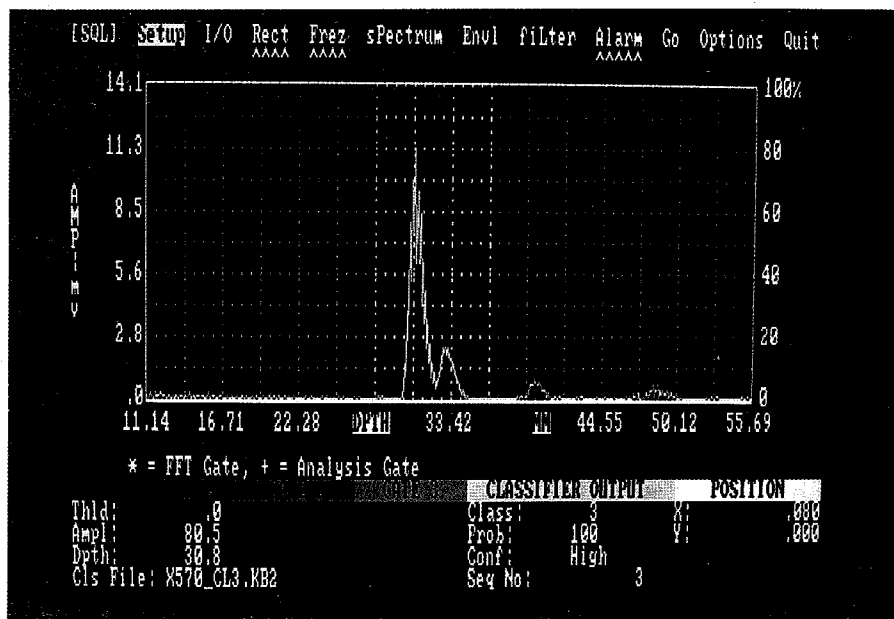 [SQL] Setup I/O Rect Frez sPectrum Envl fiLter Alarm Go Options Quit
^^^^ ^^^^ ^^^^^
14.1 100%
11.3 80
8.5 60
5.6 40
2.8 20
.0 0
AMP|mv
11.14 16.71 22.28 DPTH 33.42 MM 44.55 50.12 55.69
* = FFT Gate, + = Analysis Gate
CLASSIFIER OUTPUT POSITION
Thld: .0 Class: 3 X: .080
Ampl: 80.5 Prob: 100 Y: .000
Dpth: 30.8 Conf: High
Cls File: X570_CL3.KB2 Seq No: 3